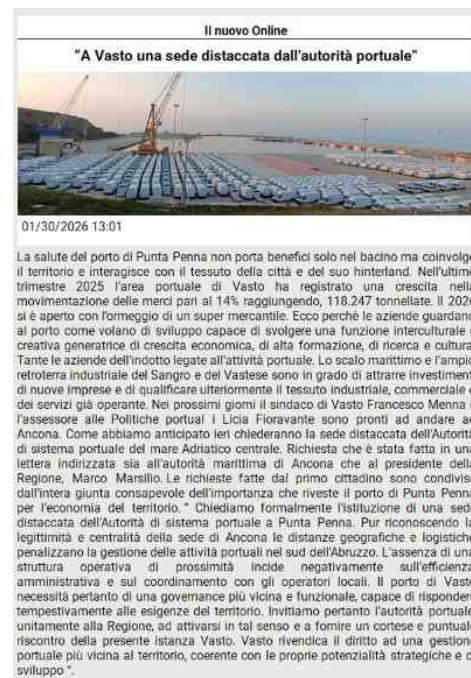 Il nuovo Online
“A Vasto una sede distaccata dall'autorità portuale”
01/30/2026 13:01
La salute del porto di Punta Penna non porta benefici solo nel bacino ma coinvolge
il territorio e interagisce con il tessuto della città e del suo hinterland. Nell'ultimo
trimestre 2025 l'area portuale di Vasto ha registrato una crescita nella
movimentazione delle merci pari al 14% raggiungendo, 118.247 tonnellate. Il 2026
si è aperto con l'ormeggio di un super mercantile. Ecco perché le aziende guardano
al porto come volano di sviluppo capace di svolgere una funzione interculturale e
creativa generatrice di crescita economica, di alta formazione, di ricerca e cultura.
Tante le aziende dell'indotto legate all'attività portuale. Lo scalo marittimo e l'ampio
retroterra industriale del Sangro e del Vastese sono in grado di attrarre investimenti
di nuove imprese e di qualificare ulteriormente il tessuto industriale, commerciale e
dei servizi già operante. Nei prossimi giorni il sindaco di Vasto Francesco Menna e
l'assessore alle Politiche portual i Licia Fioravante sono pronti ad andare ad
Ancona. Come abbiamo anticipato ieri chiederanno la sede distaccata dell'Autorità
di sistema portuale del mare Adriatico centrale. Richiesta che è stata fatta in una
lettera indirizzata sia all'autorità marittima di Ancona che al presidente della
Regione, Marco Marsilio. Le richieste fatte dal primo cittadino sono condivise
dall'intera giunta consapevole dell'importanza che riveste il porto di Punta Penna
per l'economia del territorio. “ Chiediamo formalmente l'istituzione di una sede
distaccata dell'Autorità di sistema portuale a Punta Penna. Pur riconoscendo la
legittimità e centralità della sede di Ancona le distanze geografiche e logistiche
penalizzano la gestione delle attività portuali nel sud dell'Abruzzo. L'assenza di una
struttura operativa di prossimità incide negativamente sull'efficienza
amministrativa e sul coordinamento con gli operatori locali. Il porto di Vasto
necessità pertanto di una governance più vicina e funzionale, capace di rispondere
tempestivamente alle esigenze del territorio. Invitiamo pertanto l'autorità portuale,
unitamente alla Regione, ad attivarsi in tal senso e a fornire un cortese e puntuale
riscontro della presente istanza Vasto. Vasto rivendica il diritto ad una gestione
portuale più vicina al territorio, coerente con le proprie potenzialità strategiche e di
sviluppo “.